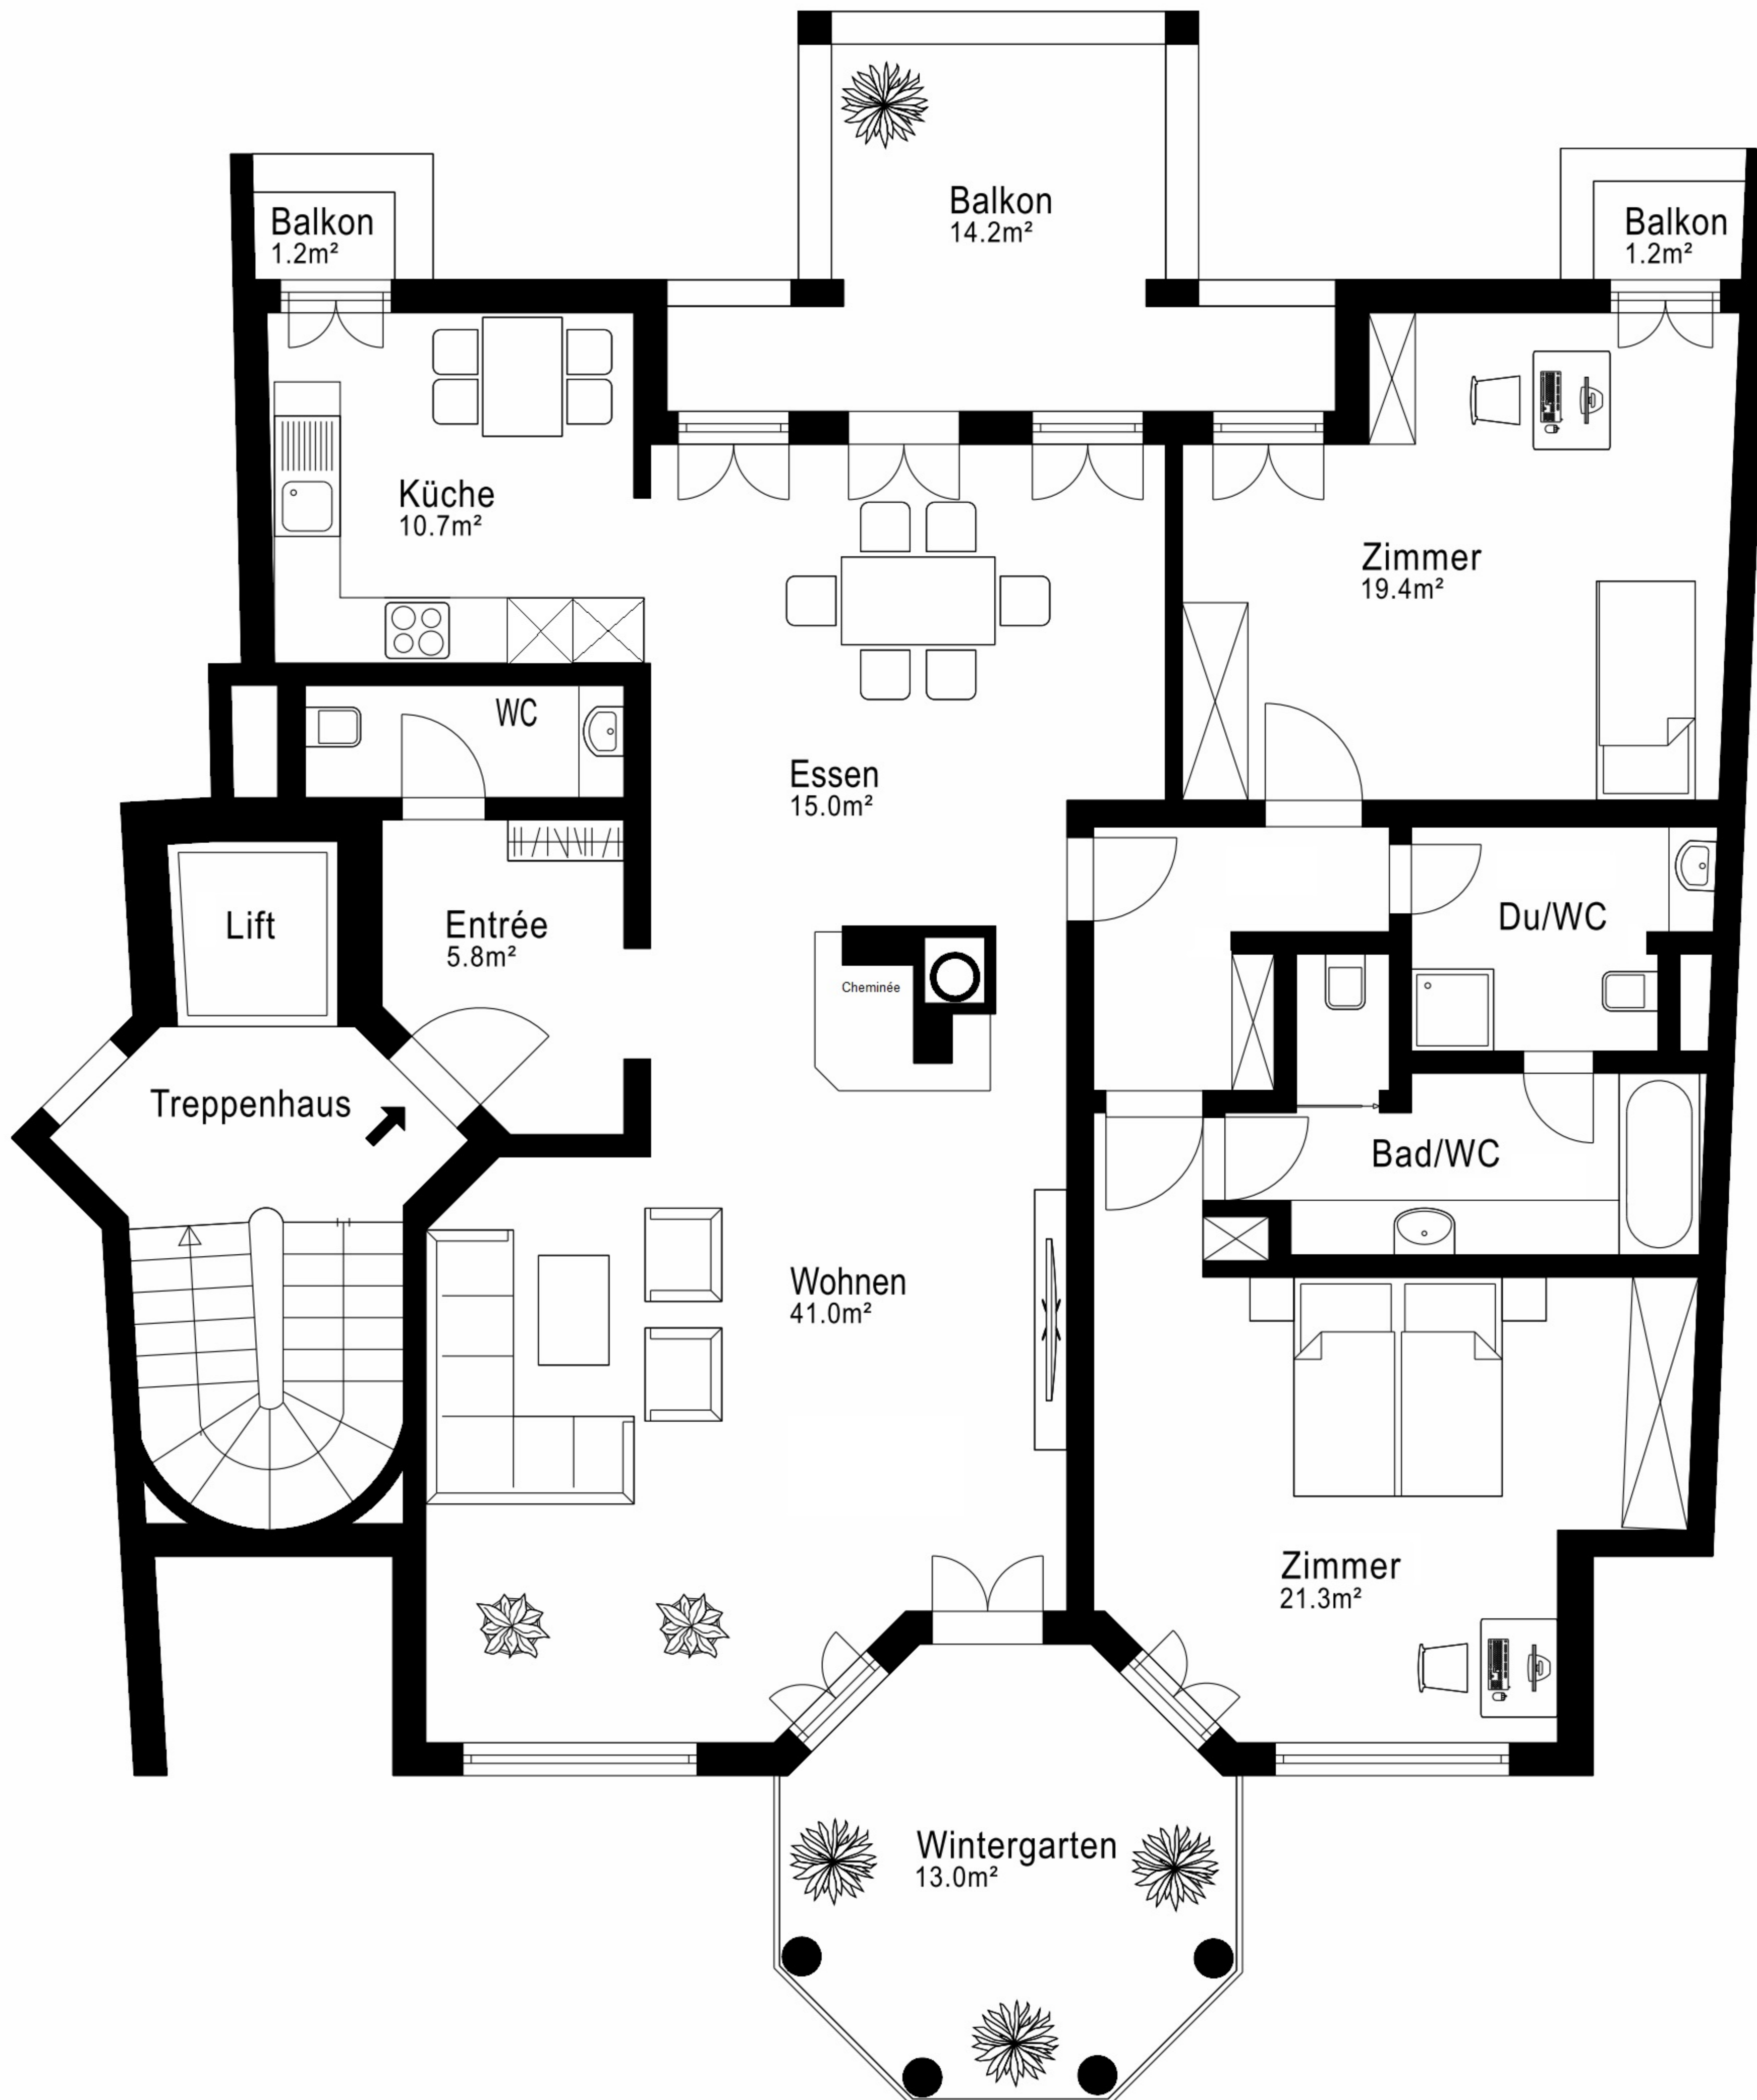 Balkon
14.2m²
Balkon
1.2m²
Balkon
1.2m²
Küche
10.7m²
Zimmer
19.4m²
WC
Essen
15.0m²
Lift
Entrée
5.8m²
Du/WC
Cheminée
Treppenhaus
Bad/WC
Wohnen
41.0m²
Zimmer
21.3m²
Wintergarten
13.0m²